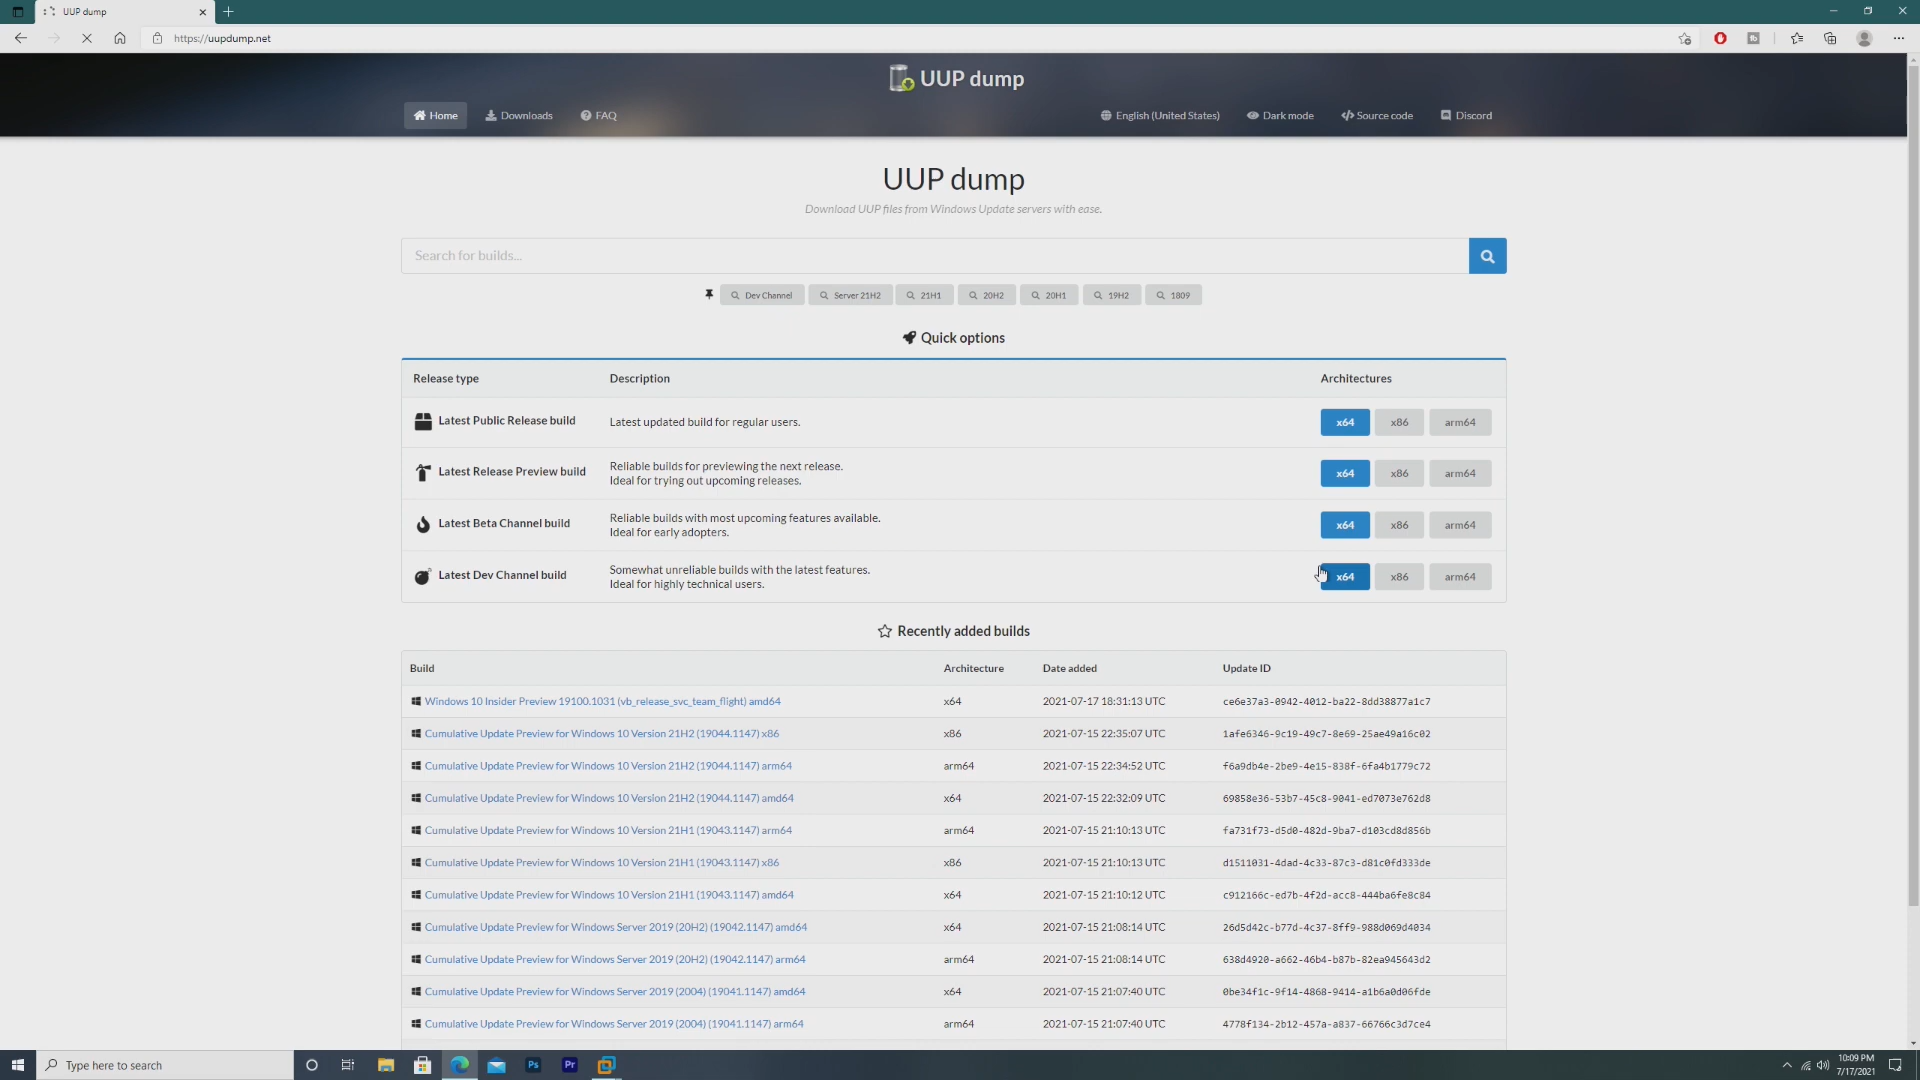 UUP dump
https://uupdump.net
UUP dump
Home
Downloads
FAQ
English (United States)
Dark mode
Source code
Discord
UUP dump
Download UUP files from Windows Update servers with ease.
Search for builds...
Dev Channel
Server 21H2
21H1
20H2
20H1
19H2
1809
Quick options
Release type Description Architectures
Latest Public Release build Latest updated build for regular users. x64 x86 arm64
Latest Release Preview build Reliable builds for previewing the next release. x64 x86 arm64
Ideal for trying out upcoming releases.
Latest Beta Channel build Reliable builds with most upcoming features available. x64 x86 arm64
Ideal for early adopters.
Latest Dev Channel build Somewhat unreliable builds with the latest features. x64 x86 arm64
Ideal for highly technical users.
Recently added builds
Build Architecture Date added Update ID
Windows 10 Insider Preview 19100.1031 (vb_release_svc_team_flight) amd64 x64 2021-07-17 18:31:13 UTC ce6e37a3-0942-4012-ba22-8dd38877a1c7
Cumulative Update Preview for Windows 10 Version 21H2 (19044.1147) x86 x86 2021-07-15 22:35:07 UTC 1afe6346-9c19-49c7-8e69-25ae49a16c02
Cumulative Update Preview for Windows 10 Version 21H2 (19044.1147) arm64 arm64 2021-07-15 22:34:52 UTC f6a9db4e-2be9-4e15-838f-6fa4b1779c72
Cumulative Update Preview for Windows 10 Version 21H2 (19044.1147) amd64 x64 2021-07-15 22:32:09 UTC 69858e36-53b7-45c8-9041-ed7073e762d8
Cumulative Update Preview for Windows 10 Version 21H1 (19043.1147) arm64 arm64 2021-07-15 21:10:13 UTC fa731f73-d5d0-482d-9ba7-d103cd8d856b
Cumulative Update Preview for Windows 10 Version 21H1 (19043.1147) x86 x86 2021-07-15 21:10:13 UTC d1511031-4dad-4c33-87c3-d81c0fd333de
Cumulative Update Preview for Windows 10 Version 21H1 (19043.1147) amd64 x64 2021-07-15 21:10:12 UTC c912166c-ed7b-4f2d-acc8-444ba6fe8c84
Cumulative Update Preview for Windows Server 2019 (20H2) (19042.1147) amd64 x64 2021-07-15 21:08:14 UTC 26d5d42c-b77d-4c37-8ff9-988d069d4034
Cumulative Update Preview for Windows Server 2019 (20H2) (19042.1147) arm64 arm64 2021-07-15 21:08:14 UTC 638d4920-a662-46b4-b87b-82ea945643d2
Cumulative Update Preview for Windows Server 2019 (2004) (19041.1147) amd64 x64 2021-07-15 21:07:40 UTC 0be34f1c-9f14-4868-9414-a1b6a0d06fde
Cumulative Update Preview for Windows Server 2019 (2004) (19041.1147) arm64 arm64 2021-07-15 21:07:40 UTC 4778f134-2b12-457a-a837-66766c3d7ce4
Type here to search
Ps
Pr
10:09 PM
7/17/2021